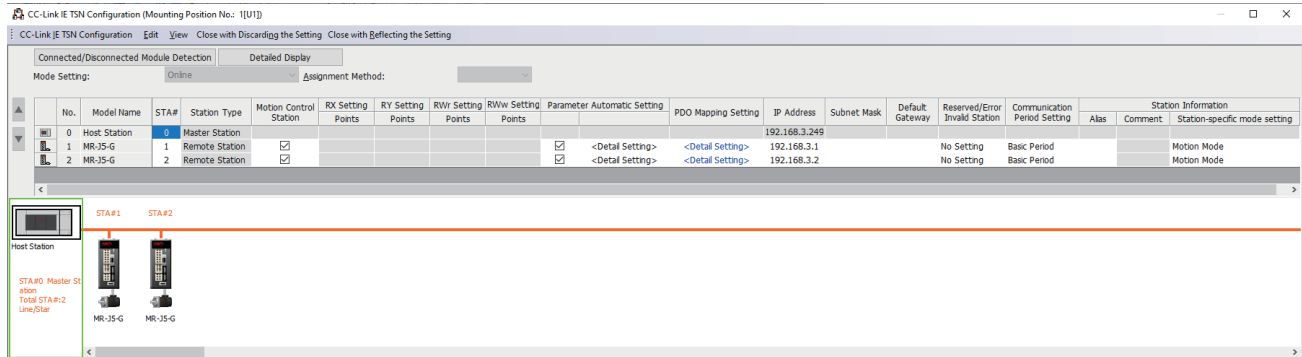 CC-Link IE TSN Configuration (Mounting Position No.: 1[U1])
CC-Link IE TSN Configuration Edit View Close with Discarding the Setting Close with Reflecting the Setting
Connected/Disconnected Module Detection Detailed Display
Mode Setting: Online Assignment Method:
No. Model Name STA# Station Type Motion Control Station RX Setting Points RY Setting Points RWr Setting Points RWw Setting Points Parameter Automatic Setting PDO Mapping Setting IP Address Subnet Mask Default Gateway Reserved/Error Invalid Station Communication Period Setting Station Information Alias Comment Station-specific mode setting
0 Host Station 0 Master Station 192.168.3.249
1 MR-J5-G 1 Remote Station <Detail Setting> <Detail Setting> 192.168.3.1 No Setting Basic Period Motion Mode
2 MR-J5-G 2 Remote Station <Detail Setting> <Detail Setting> 192.168.3.2 No Setting Basic Period Motion Mode
STA#1 STA#2
Host Station
STA#0 Master St
ation
Total STA#:2
Line/Star
MR-J5-G MR-J5-G